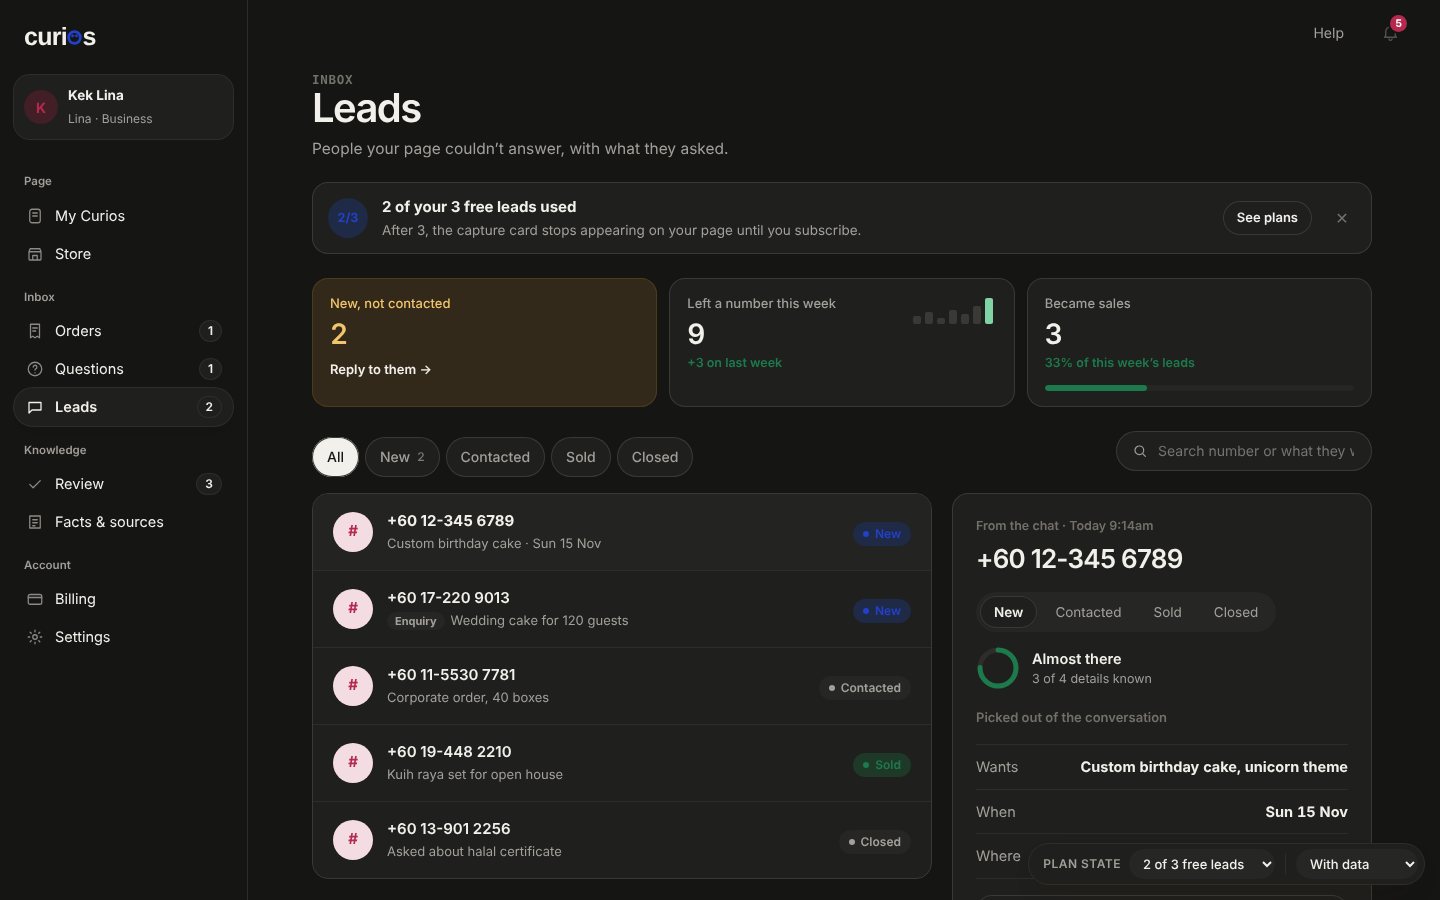 curios
Help
5
K
Kek Lina
Lina · Business
Page
My Curios
Store
Inbox
Orders
1
Questions
1
Leads
2
Knowledge
Review
3
Facts & sources
Account
Billing
Settings
INBOX
Leads
People your page couldn’t answer, with what they asked.
2/3
2 of your 3 free leads used
After 3, the capture card stops appearing on your page until you subscribe.
See plans
New, not contacted
2
Reply to them →
Left a number this week
9
+3 on last week
Became sales
3
33% of this week’s leads
All
New 2
Contacted
Sold
Closed
Search number or what they
#
+60 12-345 6789
Custom birthday cake · Sun 15 Nov
New
#
+60 17-220 9013
Enquiry Wedding cake for 120 guests
New
#
+60 11-5530 7781
Corporate order, 40 boxes
Contacted
#
+60 19-448 2210
Kuih raya set for open house
Sold
#
+60 13-901 2256
Asked about halal certificate
Closed
From the chat · Today 9:14am
+60 12-345 6789
New
Contacted
Sold
Closed
Almost there
3 of 4 details known
Picked out of the conversation
Wants
Custom birthday cake, unicorn theme
When
Sun 15 Nov
Where
PLAN STATE
2 of 3 free leads
With data